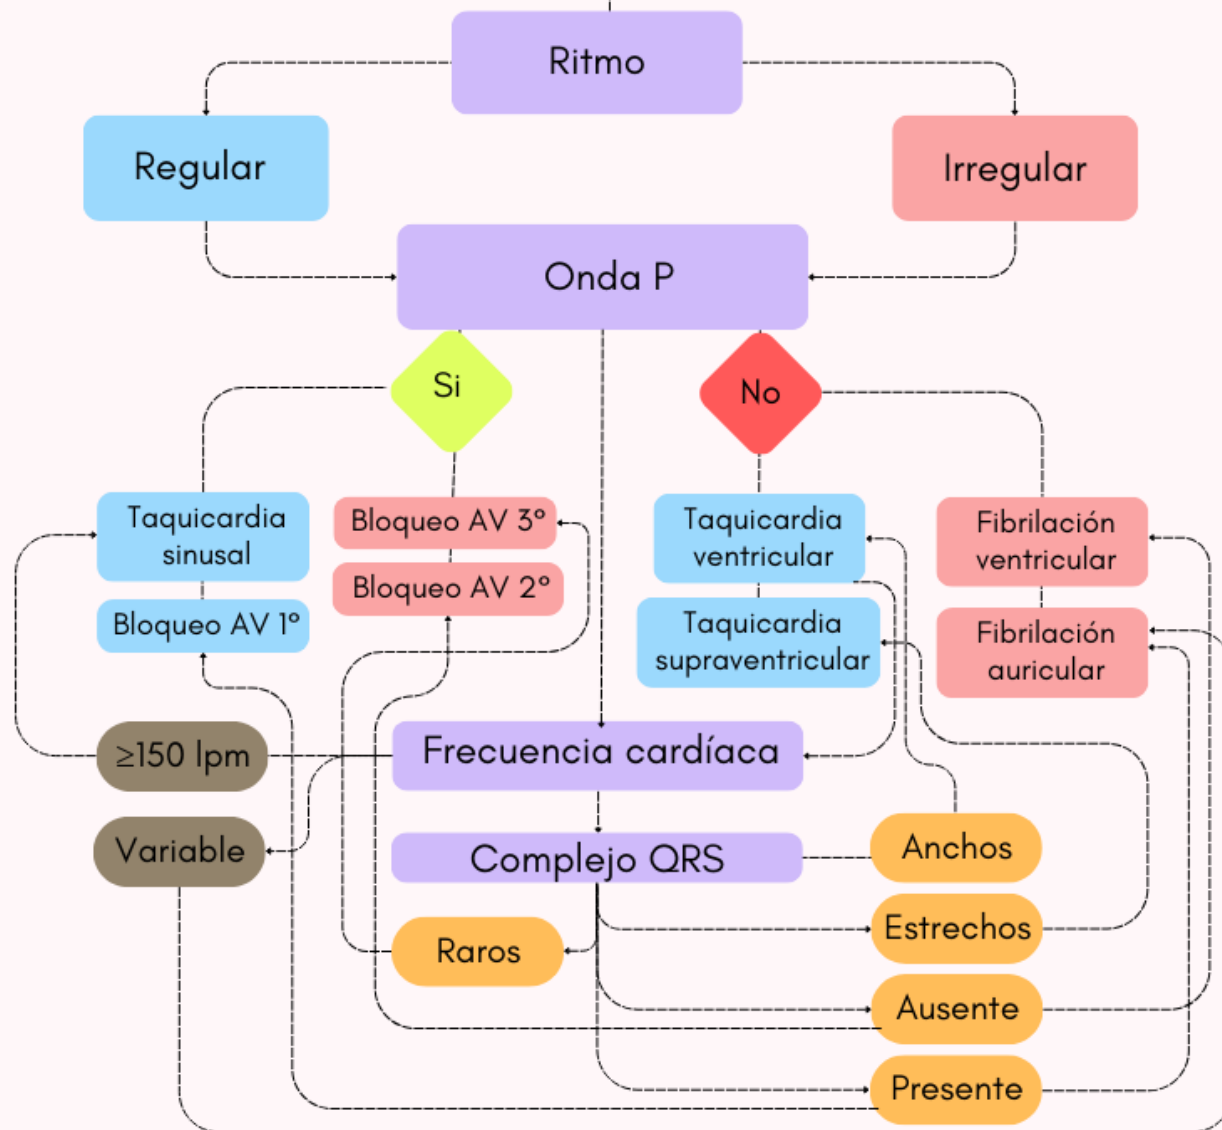 Ritmo
Regular
Irregular
Onda P
Si
No
Taquicardia
sinusal
Bloqueo AV 1°
Bloqueo AV 3°
Bloqueo AV 2°
Taquicardia
ventricular
Taquicardia
supraventricular
Fibrilación
ventricular
Fibrilación
auricular
≥150 lpm
Frecuencia cardíaca
Variable
Complejo QRS
Anchos
Raros
Estrechos
Ausente
Presente